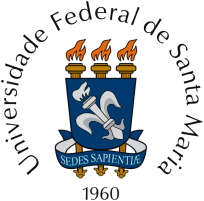 Universidade Federal de Santa Maria
SEDES SAPIENTIÆ
1960